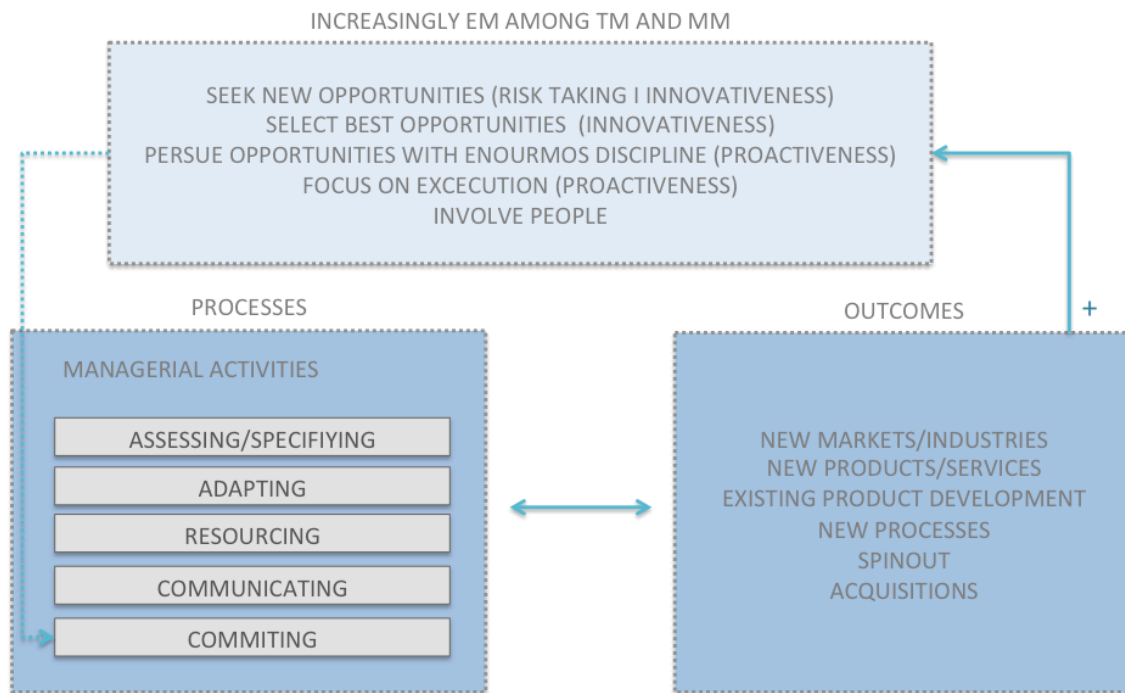 INCREASINGLY EM AMONG TM AND MM
SEEK NEW OPPORTUNITIES (RISK TAKING I INNOVATIVENESS)
SELECT BEST OPPORTUNITIES (INNOVATIVENESS)
PERSUE OPPORTUNITIES WITH ENOURMOS DISCIPLINE (PROACTIVENESS)
FOCUS ON EXCECUTION (PROACTIVENESS)
INVOLVE PEOPLE
PROCESSES
MANAGERIAL ACTIVITIES
ASSESSING/SPECIFIYING
ADAPTING
RESOURCING
COMMUNICATING
COMMITING
OUTCOMES
+
NEW MARKETS/INDUSTRIES
NEW PRODUCTS/SERVICES
EXISTING PRODUCT DEVELOPMENT
NEW PROCESSES
SPINOUT
ACQUISITIONS